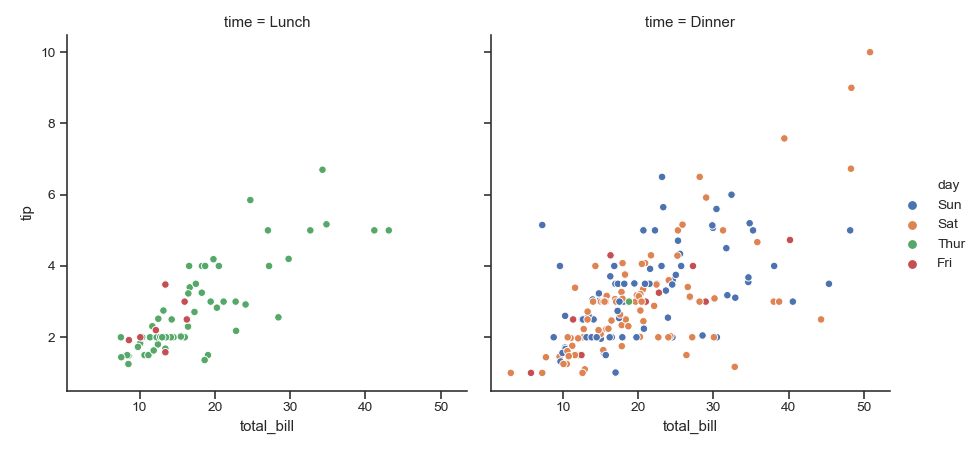 time = Lunch
time = Dinner
10
8
6
4
2
tip
10 20 30 40 50
10 20 30 40 50
total_bill
total_bill
day
Sun
Sat
Thur
Fri